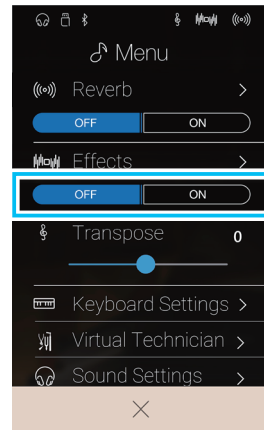 Menu
Reverb
OFF ON
Effects
OFF ON
Transpose 0
Keyboard Settings
Virtual Technician
Sound Settings